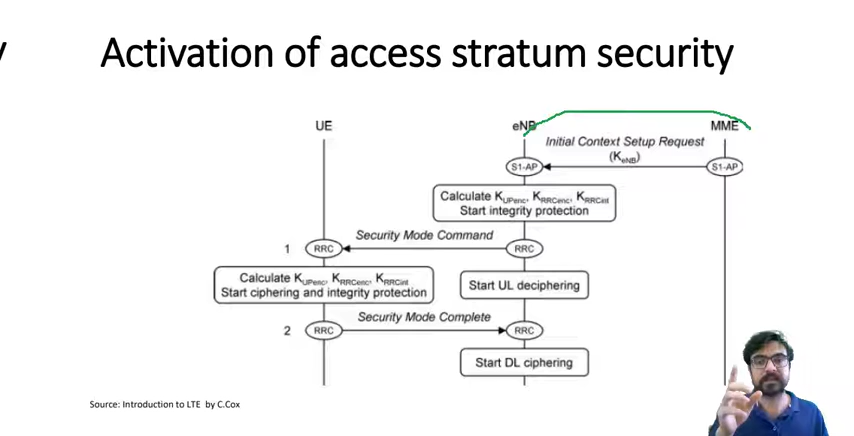 y
Activation of access stratum security
UE
eNB
MME
Initial Context Setup Request
(KeNB)
S1-AP
S1-AP
Calculate KUPenc, KRRCenc, KRRCint
Start integrity protection
Security Mode Command
1
RRC
RRC
Calculate KUPenc, KRRCenc, KRRCint
Start ciphering and integrity protection
Start UL deciphering
Security Mode Complete
2
RRC
RRC
Start DL ciphering
Source: Introduction to LTE by C.Cox